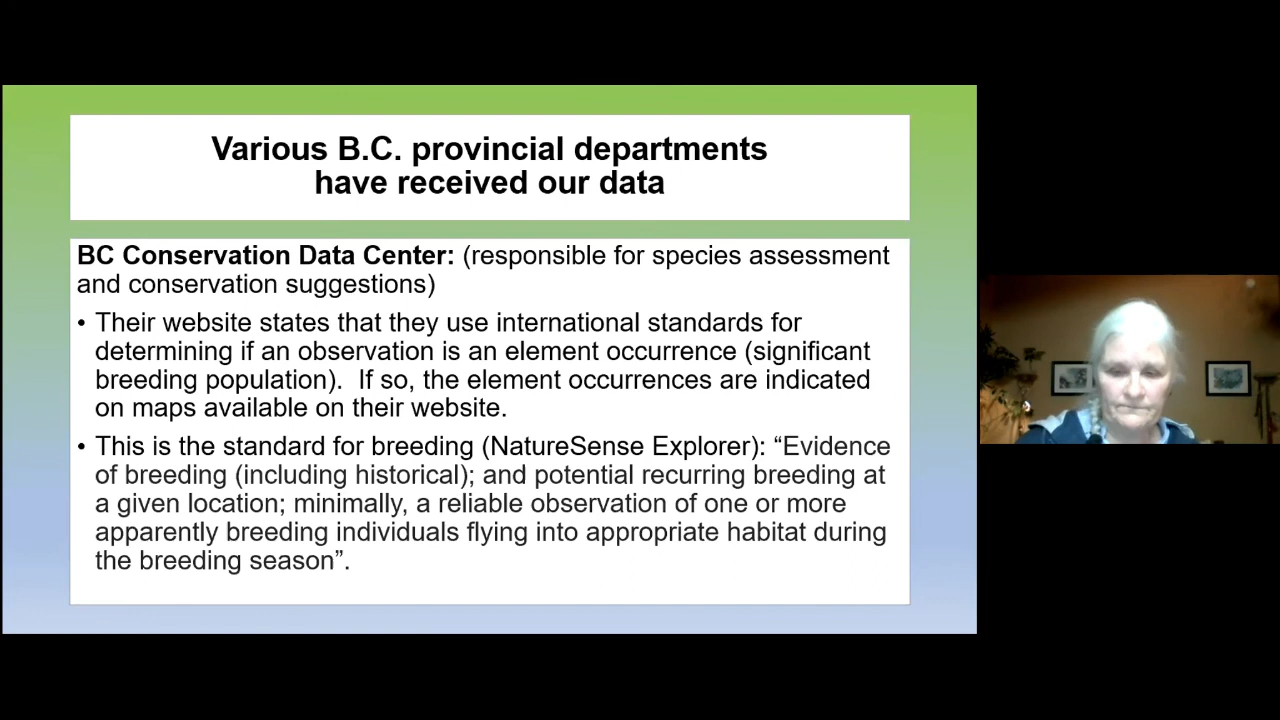 Various B.C. provincial departments
have received our data
BC Conservation Data Center: (responsible for species assessment
and conservation suggestions)
• Their website states that they use international standards for
determining if an observation is an element occurrence (significant
breeding population).  If so, the element occurrences are indicated
on maps available on their website.
• This is the standard for breeding (NatureSense Explorer): “Evidence
of breeding (including historical); and potential recurring breeding at
a given location; minimally, a reliable observation of one or more
apparently breeding individuals flying into appropriate habitat during
the breeding season”.